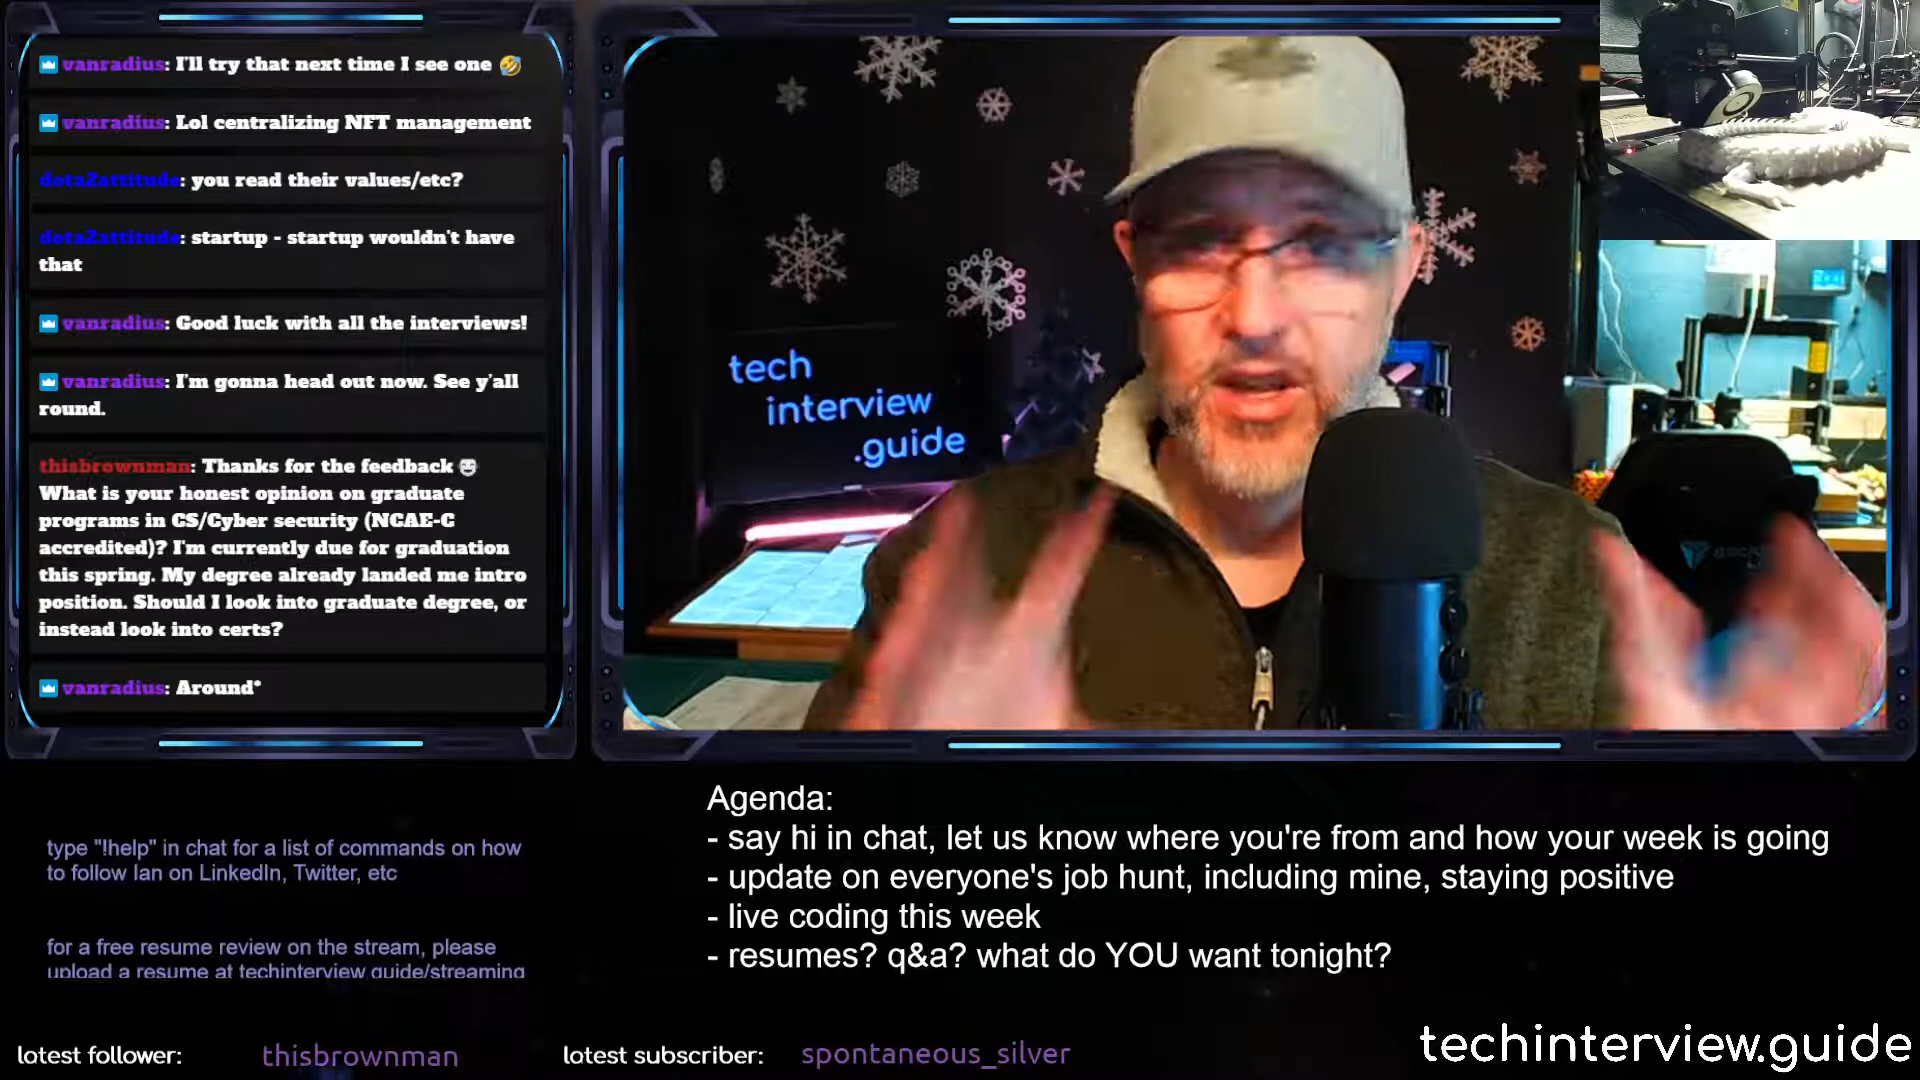 vanradius: I'll try that next time I see one 🤣
vanradius: Lol centralizing NFT management
dota2attitude: you read their values/etc?
dota2attitude: startup - startup wouldn't have
that
vanradius: Good luck with all the interviews!
vanradius: I'm gonna head out now. See y'all
round.
thisbrownman: Thanks for the feedback
What is your honest opinion on graduate
programs in CS/Cyber security (NCAE-C
accredited)? I'm currently due for graduation
this spring. My degree already landed me intro
position. Should I look into graduate degree, or
instead look into certs?
vanradius: Around*
tech
interview
.guide
Agenda:
- say hi in chat, let us know where you're from and how your week is going
- update on everyone's job hunt, including mine, staying positive
- live coding this week
- resumes? q&a? what do YOU want tonight?
type "!help" in chat for a list of commands on how
to follow Ian on LinkedIn, Twitter, etc
for a free resume review on the stream, please
upload a resume at techinterview.guide/streaming
latest follower: thisbrownman
latest subscriber: spontaneous_silver
techinterview.guide